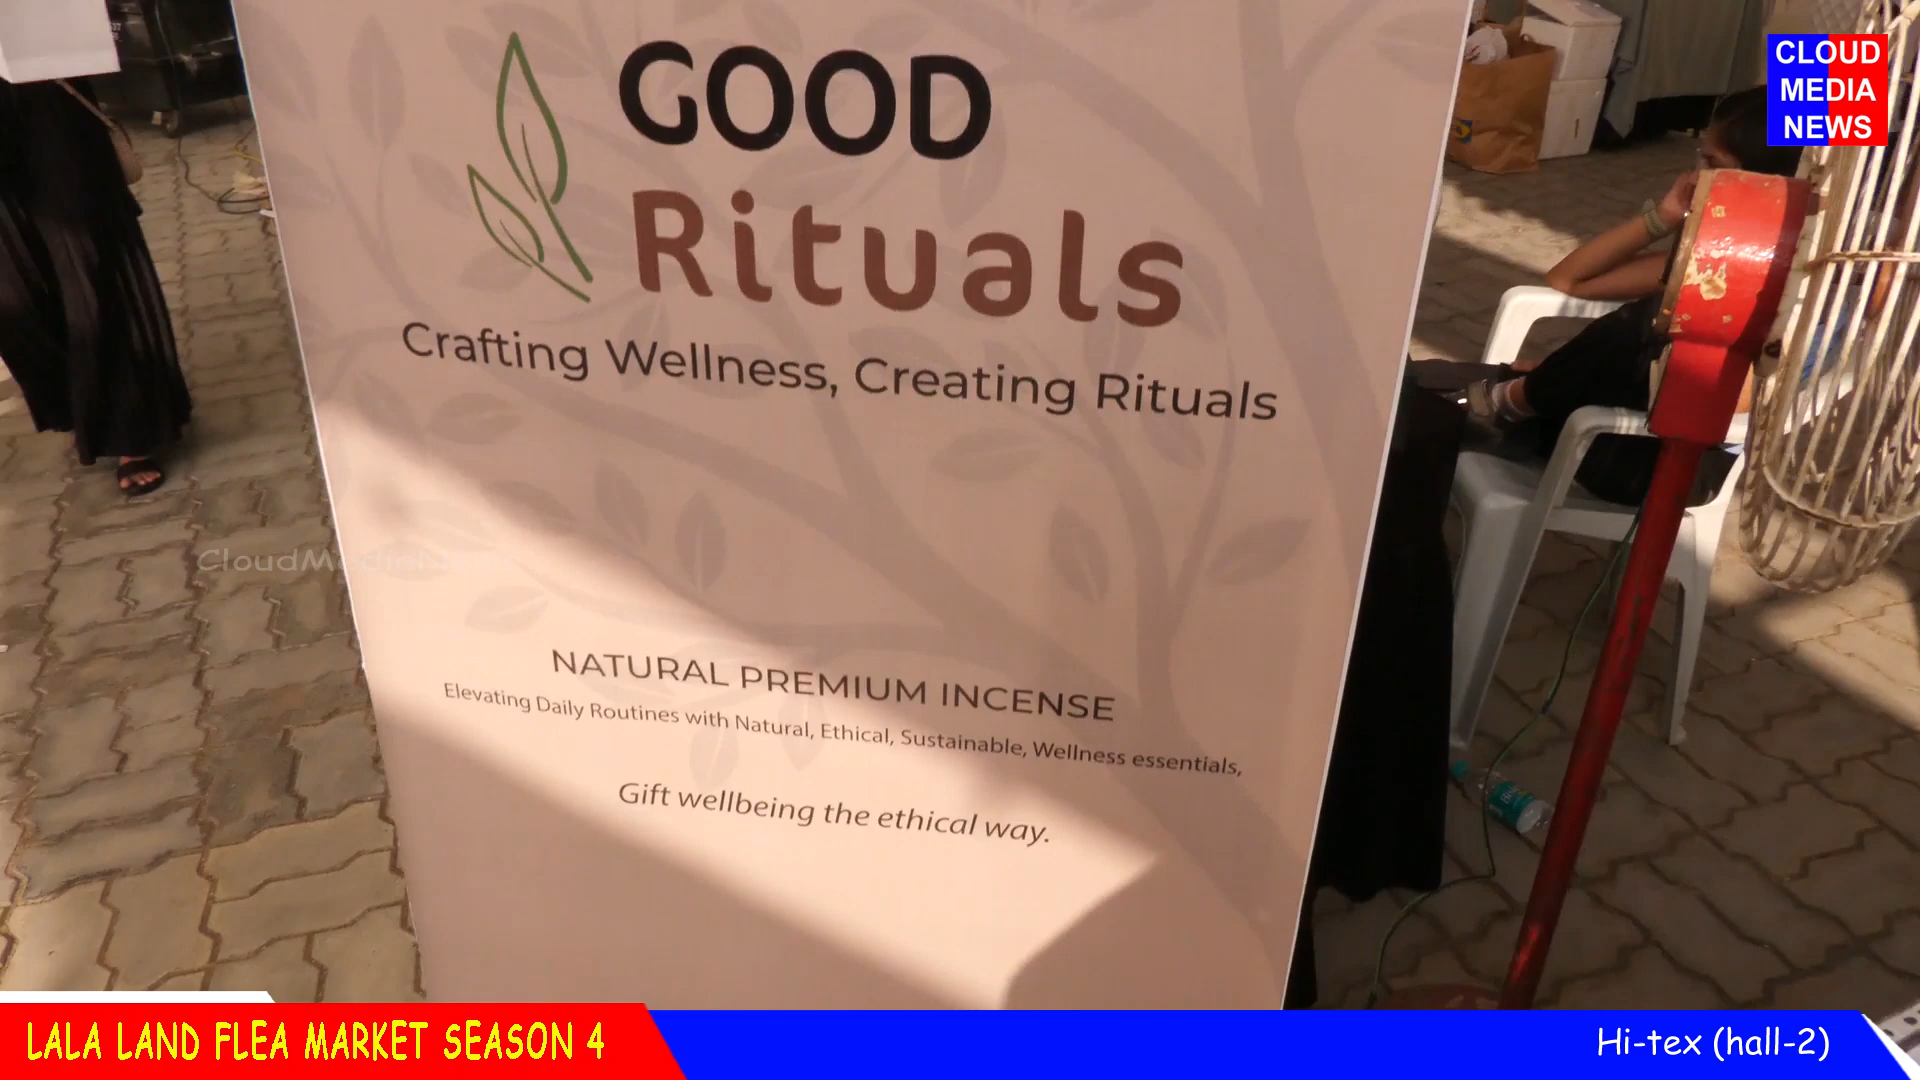 GOOD
Rituals
Crafting Wellness, Creating Rituals
NATURAL PREMIUM INCENSE
Elevating Daily Routines with Natural, Ethical, Sustainable, Wellness essentials,
Gift wellbeing the ethical way.
CLOUD
MEDIA
NEWS
LALA LAND FLEA MARKET SEASON 4
Hi-tex (hall-2)